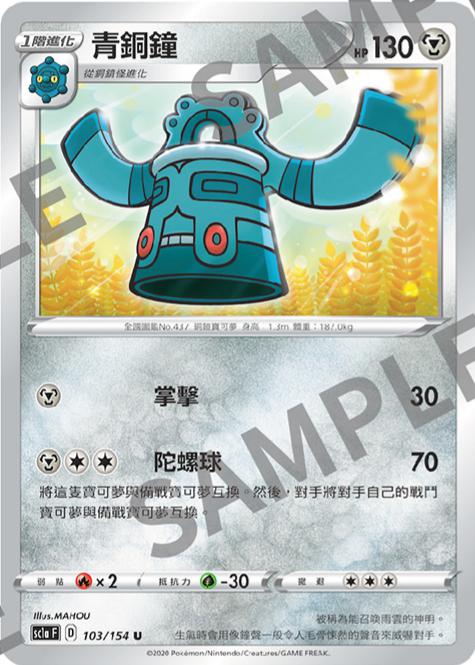 1階進化
青銅鐘
HP 130
從銅鏡怪進化
全國圖鑑No.437 銅鐘寶可夢 身高：1.3m 體重：187.0kg
掌擊 30
陀螺球 70
將這隻寶可夢與備戰寶可夢互換。然後，對手將對手自己的戰鬥
寶可夢與備戰寶可夢互換。
弱點 ×2 抵抗力 -30 撤退
Illus.MAHOU
sc1a F D 103/154 U
被稱為能召喚雨雲的神明。
生氣時會用像鐘聲一般令人毛骨悚然的聲音來威嚇對手。
©2020 Pokémon/Nintendo/Creatures/GAME FREAK.
SAMPLE
SAMPLE